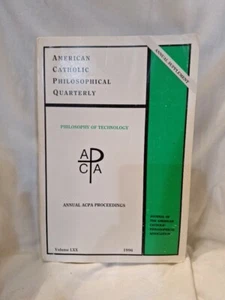 AMERICAN
CATHOLIC
PHILOSOPHICAL
QUARTERLY
ANNUAL SUPPLEMENT
PHILOSOPHY OF TECHNOLOGY
A P
C A
ANNUAL ACPA PROCEEDINGS
JOURNAL OF
THE AMERICAN
CATHOLIC
PHILOSOPHICAL
ASSOCIATION
Volume LXX
1996